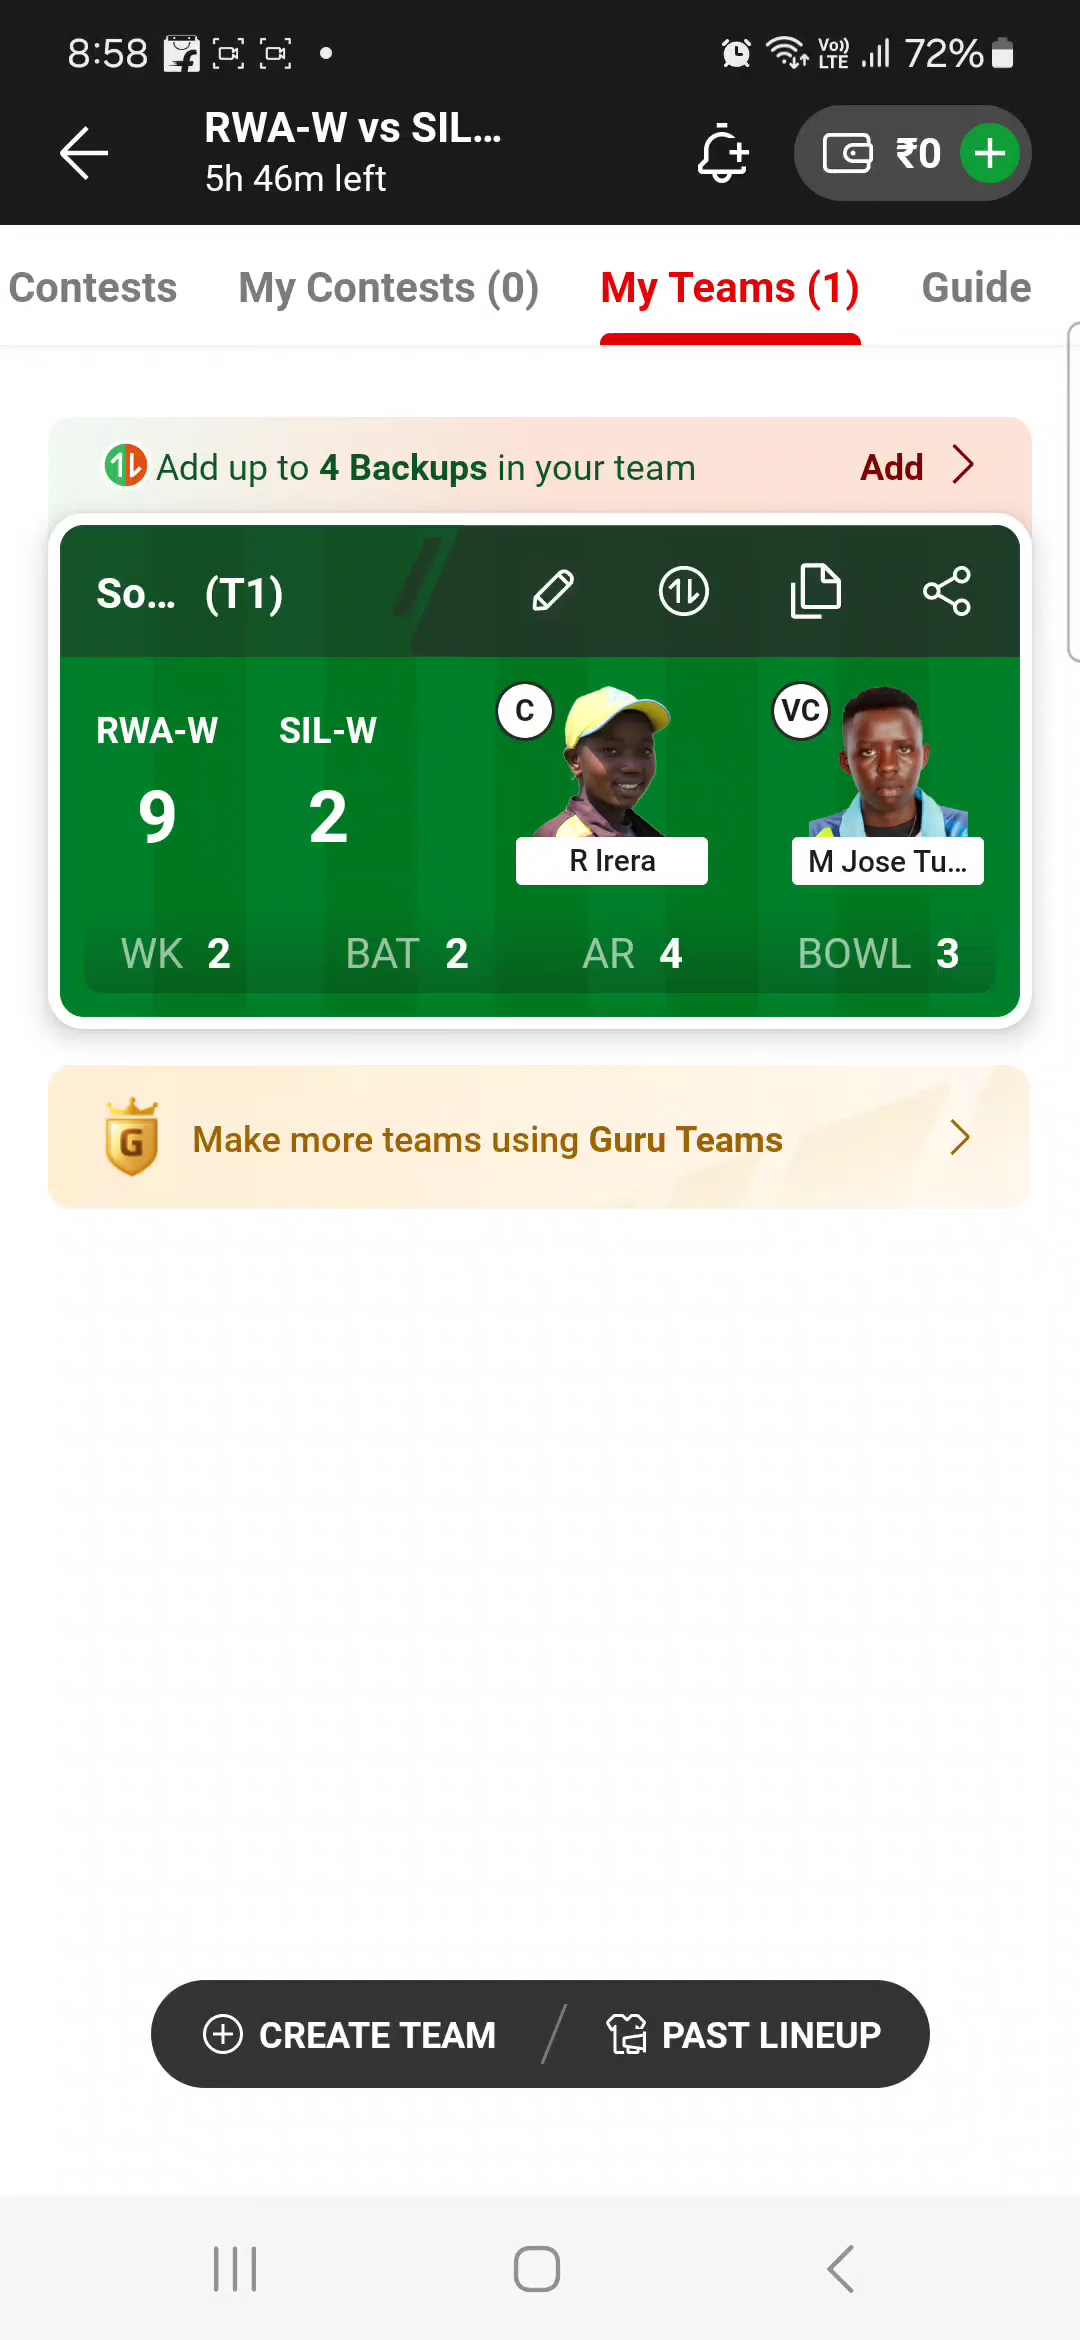 8:58
Vo))
LTE
72%
RWA-W vs SIL...
5h 46m left
₹0
Contests
My Contests (0)
My Teams (1)
Guide
Add up to 4 Backups in your team
Add
So... (T1)
RWA-W
SIL-W
9
2
C
VC
R Irera
M Jose Tu...
WK 2
BAT 2
AR 4
BOWL 3
G
Make more teams using Guru Teams
CREATE TEAM
PAST LINEUP